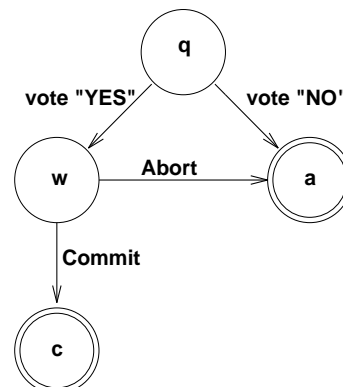 q
vote "YES"
vote "NO"
w
Abort
a
Commit
c